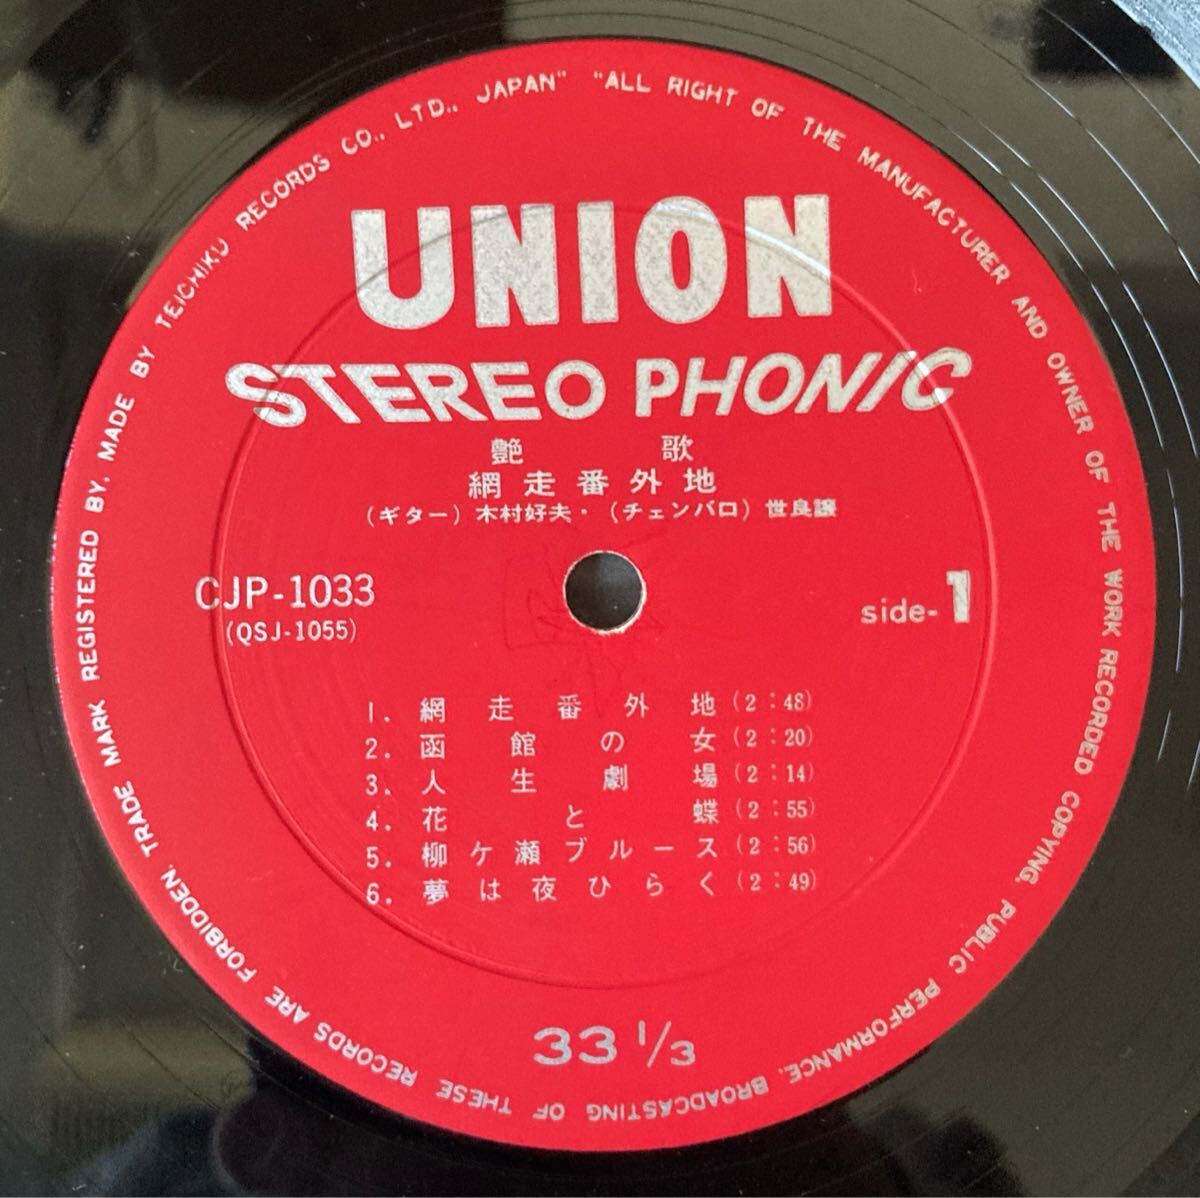 TRADE MARK REGISTERED BY, MADE BY TEICHIKU RECORDS CO., LTD., JAPAN" "ALL RIGHT OF THE MANUFACTURER AND OWNER OF THE WORK RECORDED COPYING, PUBLIC PERFORMANCE, BROADCASTING OF THESE RECORDS ARE FORBIDDEN.
UNION
STEREO PHONIC
艶 歌
網走番外地
(ギター) 木村好夫・(チェンバロ) 世良譲
CJP-1033
(QSJ-1055)
side-1
1. 網走番外地 (2:48)
2. 函館の女 (2:20)
3. 人生劇場 (2:14)
4. 花と蝶 (2:55)
5. 柳ケ瀬ブルース (2:56)
6. 夢は夜ひらく (2:49)
33 1/3